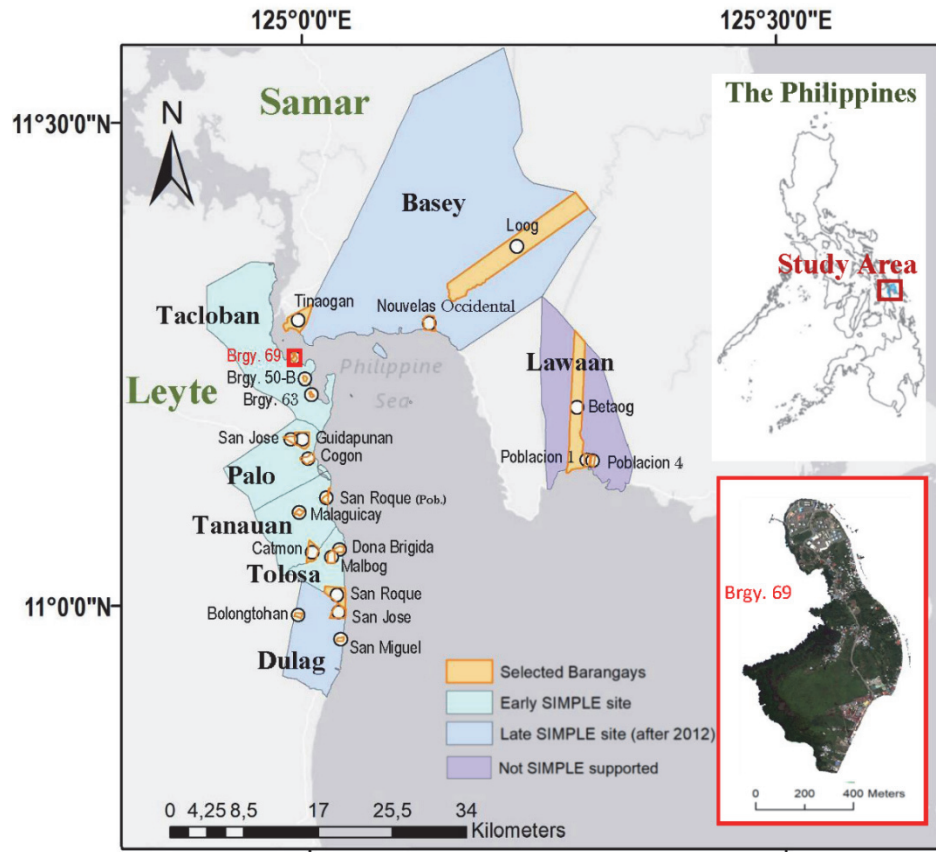 125°0'0"E
125°30'0"E
11°30'0"N
11°0'0"N
N
Samar
Leyte
The Philippines
Study Area
Basey
Loog
Tinaogan
Nouvelas Occidental
Tacloban
Brgy. 69
Brgy. 50-B
Brgy. 63
Philippine
Sea
Lawaan
Betaog
Poblacion 1
Poblacion 4
San Jose
Guidapunan
Cogon
Palo
San Roque (Pob.)
Malaguicay
Tanauan
Catmon
Dona Brigida
Malbog
Tolosa
San Roque
San Jose
Bolongtohan
San Miguel
Dulag
Selected Barangays
Early SIMPLE site
Late SIMPLE site (after 2012)
Not SIMPLE supported
0 4,25 8,5 17 25,5 34
Kilometers
Brgy. 69
0 200 400 Meters